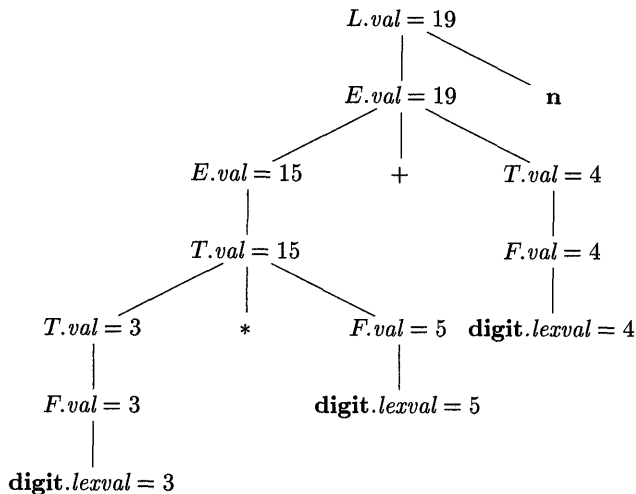 L.val = 19
E.val = 19 n
E.val = 15 + T.val = 4
T.val = 15 F.val = 4
T.val = 3 * F.val = 5 digit.lexval = 4
F.val = 3 digit.lexval = 5
digit.lexval = 3